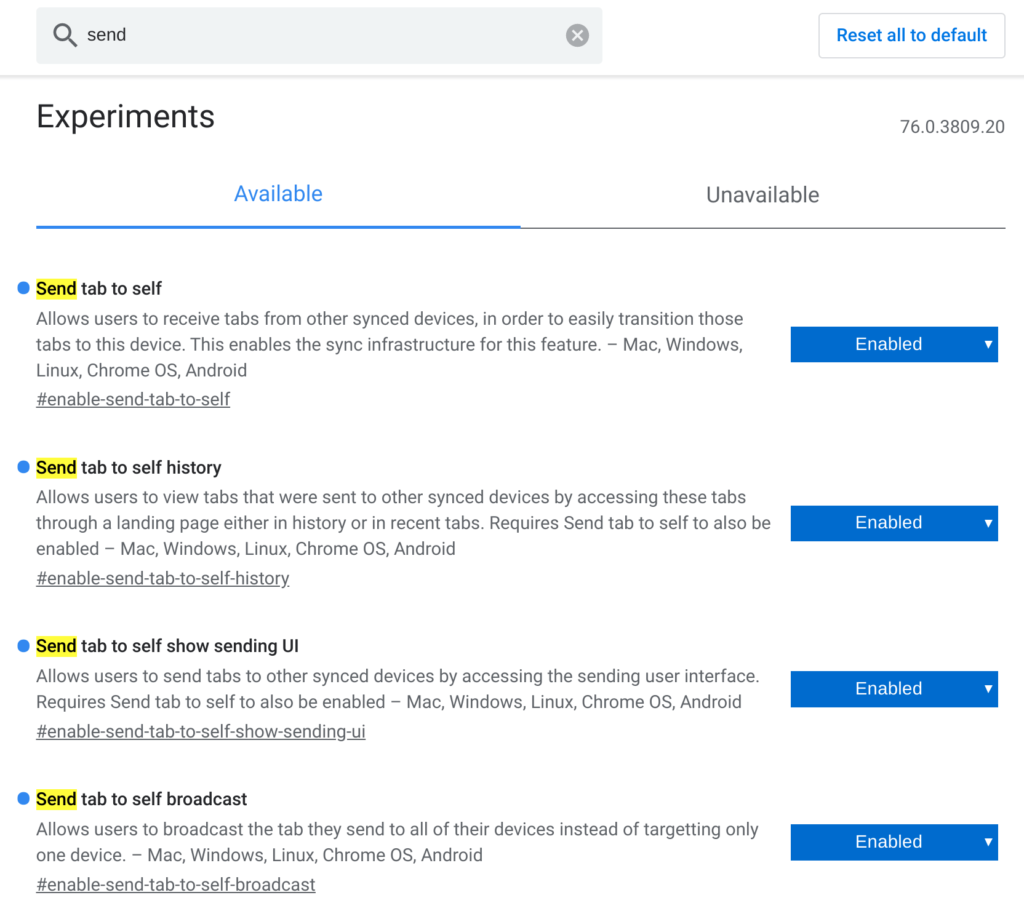 send
Reset all to default
Experiments
76.0.3809.20
Available
Unavailable
Send tab to self
Allows users to receive tabs from other synced devices, in order to easily transition those
tabs to this device. This enables the sync infrastructure for this feature. – Mac, Windows,
Linux, Chrome OS, Android
#enable-send-tab-to-self
Enabled
Send tab to self history
Allows users to view tabs that were sent to other synced devices by accessing these tabs
through a landing page either in history or in recent tabs. Requires Send tab to self to also be
enabled – Mac, Windows, Linux, Chrome OS, Android
#enable-send-tab-to-self-history
Enabled
Send tab to self show sending UI
Allows users to send tabs to other synced devices by accessing the sending user interface.
Requires Send tab to self to also be enabled – Mac, Windows, Linux, Chrome OS, Android
#enable-send-tab-to-self-show-sending-ui
Enabled
Send tab to self broadcast
Allows users to broadcast the tab they send to all of their devices instead of targetting only
one device. – Mac, Windows, Linux, Chrome OS, Android
#enable-send-tab-to-self-broadcast
Enabled